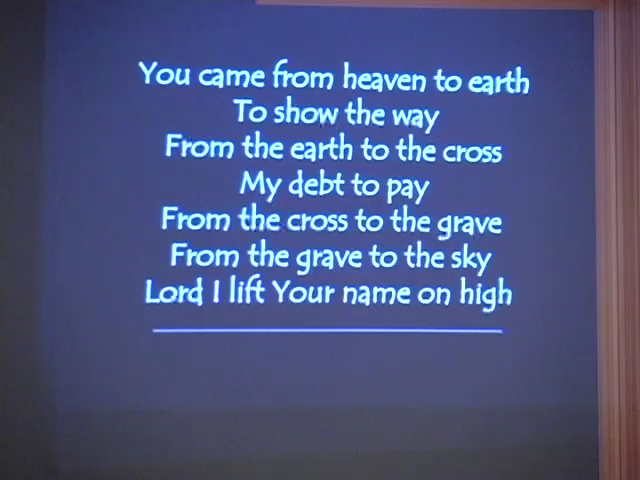 You came from heaven to earth
To show the way
From the earth to the cross
My debt to pay
From the cross to the grave
From the grave to the sky
Lord I lift Your name on high